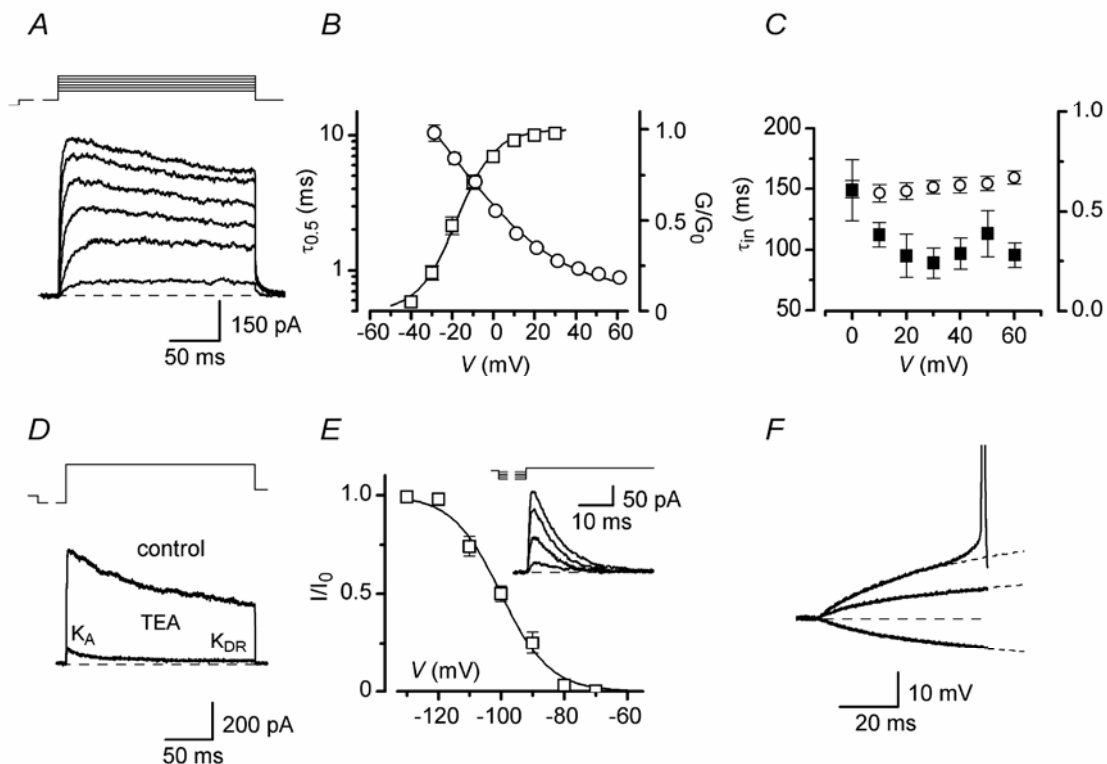 A
150 pA
50 ms
B
10
1
τ0.5 (ms)
1.0
0.5
0
G/G0
-60 -40 -20 0 20 40 60
V (mV)
C
200
150
100
50
τin (ms)
1.0
0.5
0.0
0 20 40 60
V (mV)
D
control
TEA
KA
KDR
200 pA
50 ms
E
1.0
0.5
0
I/I0
50 pA
10 ms
V (mV)
-120 -100 -80 -60
F
10 mV
20 ms